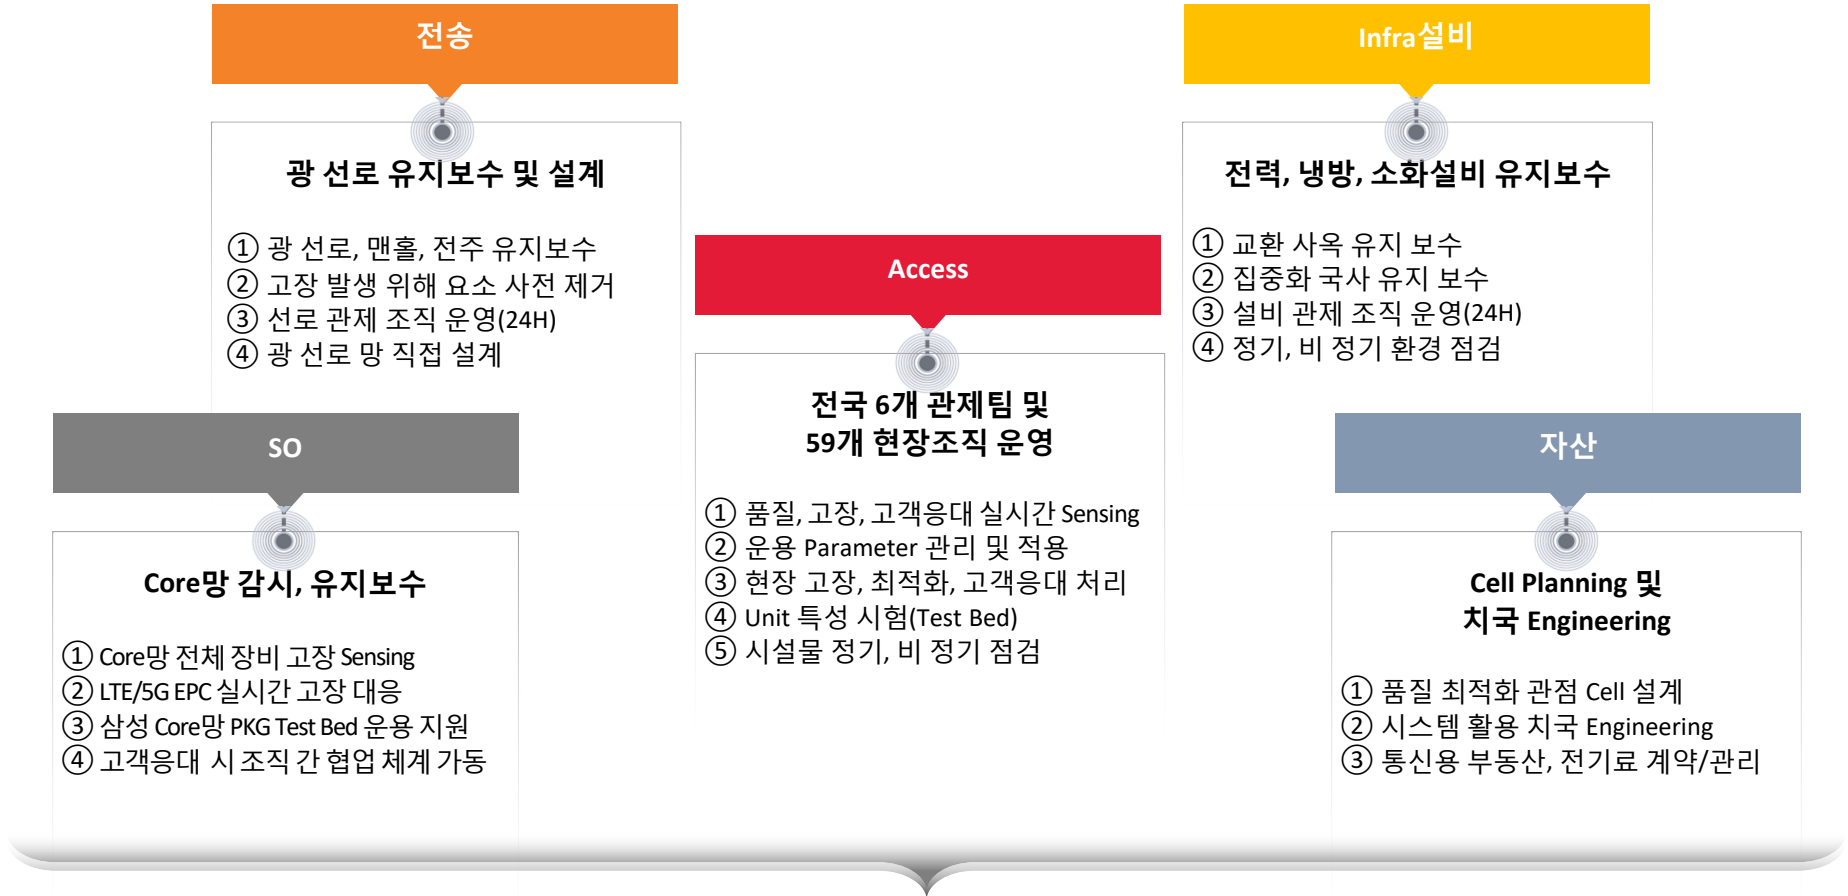 전송
광 선로 유지보수 및 설계
① 광 선로, 맨홀, 전주 유지보수
② 고장 발생 위해 요소 사전 제거
③ 선로 관제 조직 운영(24H)
④ 광 선로 망 직접 설계
Infra설비
전력, 냉방, 소화설비 유지보수
① 교환 사옥 유지 보수
② 집중화 국사 유지 보수
③ 설비 관제 조직 운영(24H)
④ 정기, 비 정기 환경 점검
Access
전국 6개 관제팀 및
59개 현장조직 운영
① 품질, 고장, 고객응대 실시간 Sensing
② 운용 Parameter 관리 및 적용
③ 현장 고장, 최적화, 고객응대 처리
④ Unit 특성 시험(Test Bed)
⑤ 시설물 정기, 비 정기 점검
SO
Core망 감시, 유지보수
① Core망 전체 장비 고장 Sensing
② LTE/5G EPC 실시간 고장 대응
③ 삼성 Core망 PKG Test Bed 운용 지원
④ 고객응대 시 조직 간 협업 체계 가동
자산
Cell Planning 및
치국 Engineering
① 품질 최적화 관점 Cell 설계
② 시스템 활용 치국 Engineering
③ 통신용 부동산, 전기료 계약/관리